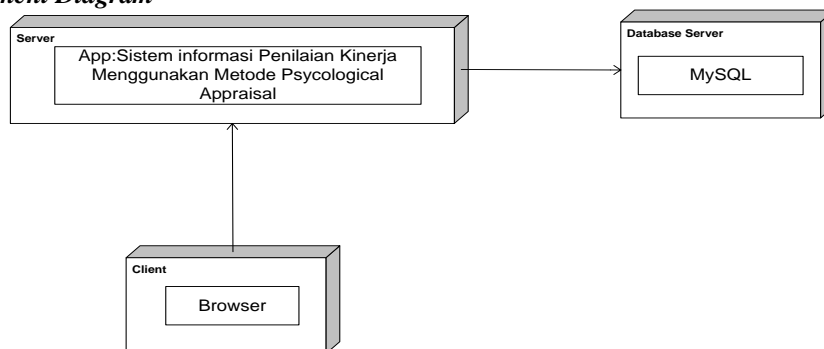 Server
App:Sistem informasi Penilaian Kinerja
Menggunakan Metode Psycological
Appraisal
Database Server
MySQL
Client
Browser